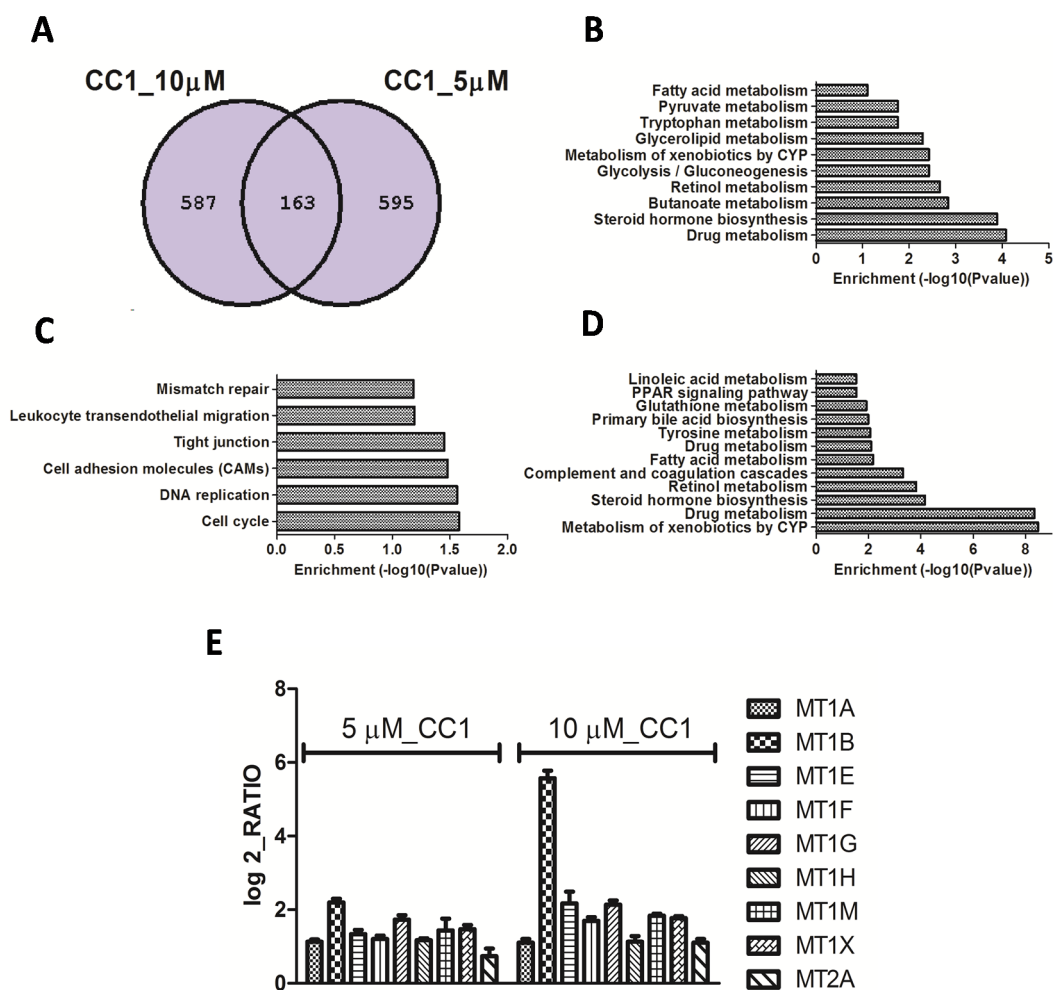 A
CC1_10μM
CC1_5μM
587
163
595
B
Fatty acid metabolism
Pyruvate metabolism
Tryptophan metabolism
Glycerolipid metabolism
Metabolism of xenobiotics by CYP
Glycolysis / Gluconeogenesis
Retinol metabolism
Butanoate metabolism
Steroid hormone biosynthesis
Drug metabolism
0 1 2 3 4 5
Enrichment (-log10(Pvalue))
C
Mismatch repair
Leukocyte transendothelial migration
Tight junction
Cell adhesion molecules (CAMs)
DNA replication
Cell cycle
0.0 0.5 1.0 1.5 2.0
Enrichment (-log10(Pvalue))
D
Linoleic acid metabolism
PPAR signaling pathway
Glutathione metabolism
Primary bile acid biosynthesis
Tyrosine metabolism
Drug metabolism
Fatty acid metabolism
Complement and coagulation cascades
Retinol metabolism
Steroid hormone biosynthesis
Drug metabolism
Metabolism of xenobiotics by CYP
0 2 4 6 8
Enrichment (-log10(Pvalue))
E
log 2_RATIO
8
6
4
2
0
5 μM_CC1
10 μM_CC1
MT1A
MT1B
MT1E
MT1F
MT1G
MT1H
MT1M
MT1X
MT2A